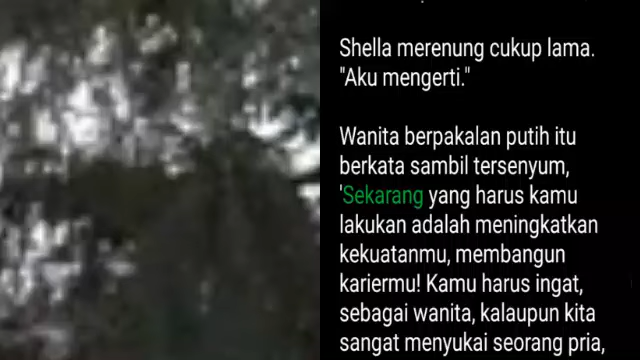 Shella merenung cukup lama.
"Aku mengerti."
Wanita berpakalan putih itu
berkata sambil tersenyum,
'Sekarang yang harus kamu
lakukan adalah meningkatkan
kekuatanmu, membangun
kariermu! Kamu harus ingat,
sebagai wanita, kalaupun kita
sangat menyukai seorang pria,